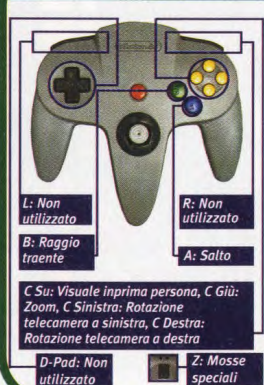 L: Non
utilizzato
R: Non
utilizzato
B: Raggio
traente
A: Salto
C Su: Visuale inprima persona, C Giù:
Zoom, C Sinistra: Rotazione
telecamera a sinistra, C Destra:
Rotazione telecamera a destra
D-Pad: Non
utilizzato
Z: Mosse
speciali